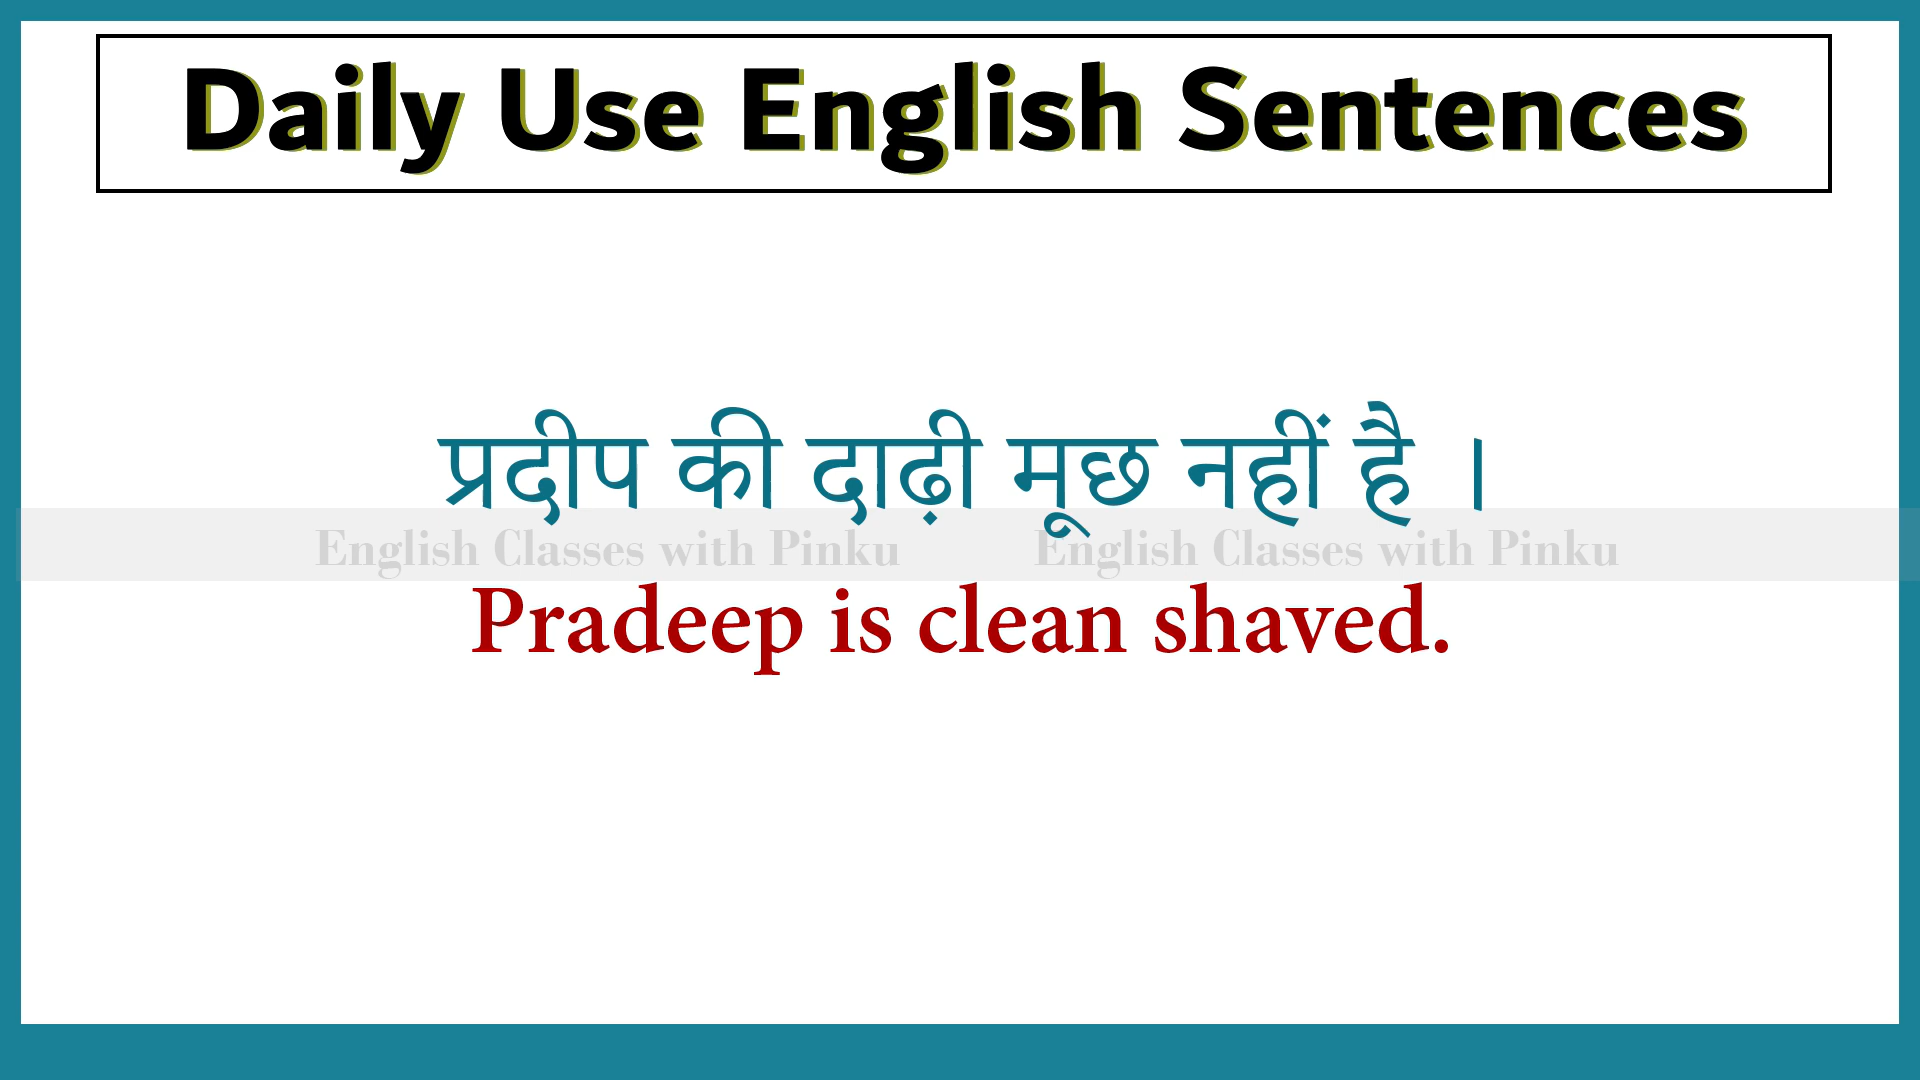 Daily Use English Sentences
प्रदीप की दाढ़ी मूछ नहीं है ।
English Classes with Pinku English Classes with Pinku
Pradeep is clean shaved.